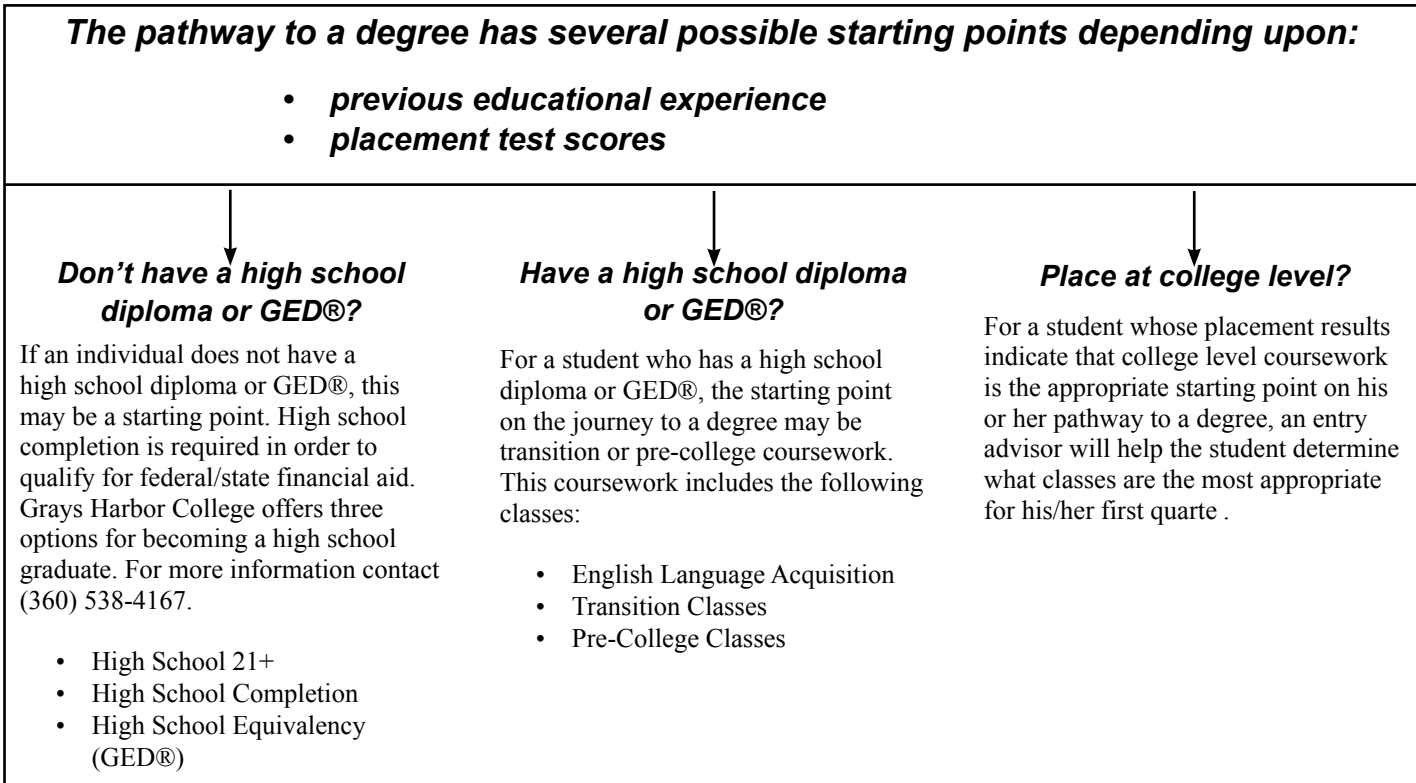 The pathway to a degree has several possible starting points depending upon:
• previous educational experience
• placement test scores
Don't have a high school
diploma or GED®?
If an individual does not have a
high school diploma or GED®, this
may be a starting point. High school
completion is required in order to
qualify for federal/state financial aid.
Grays Harbor College offers three
options for becoming a high school
graduate. For more information contact
(360) 538-4167.
• High School 21+
• High School Completion
• High School Equivalency
(GED®)
Have a high school diploma
or GED®?
For a student who has a high school
diploma or GED®, the starting point
on the journey to a degree may be
transition or pre-college coursework.
This coursework includes the following
classes:
• English Language Acquisition
• Transition Classes
• Pre-College Classes
Place at college level?
For a student whose placement results
indicate that college level coursework
is the appropriate starting point on his
or her pathway to a degree, an entry
advisor will help the student determine
what classes are the most appropriate
for his/her first quarte .